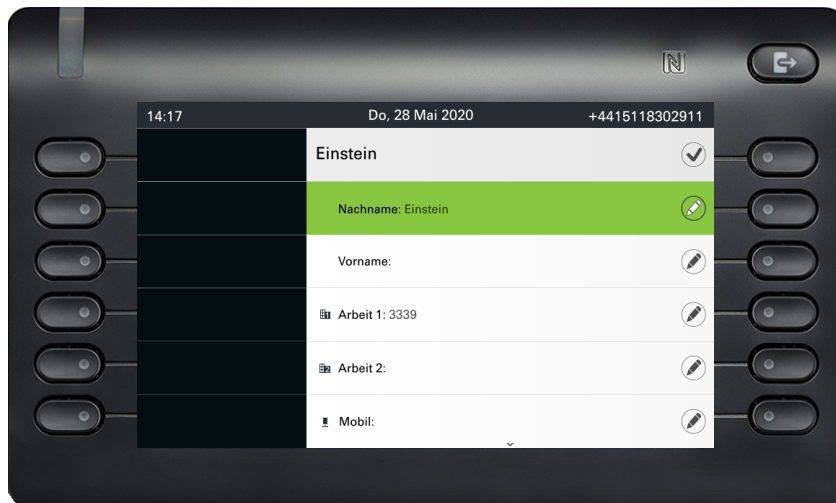 14:17 Do, 28 Mai 2020 +4415118302911
Einstein
Nachname: Einstein
Vorname:
Arbeit 1: 3339
Arbeit 2:
Mobil: